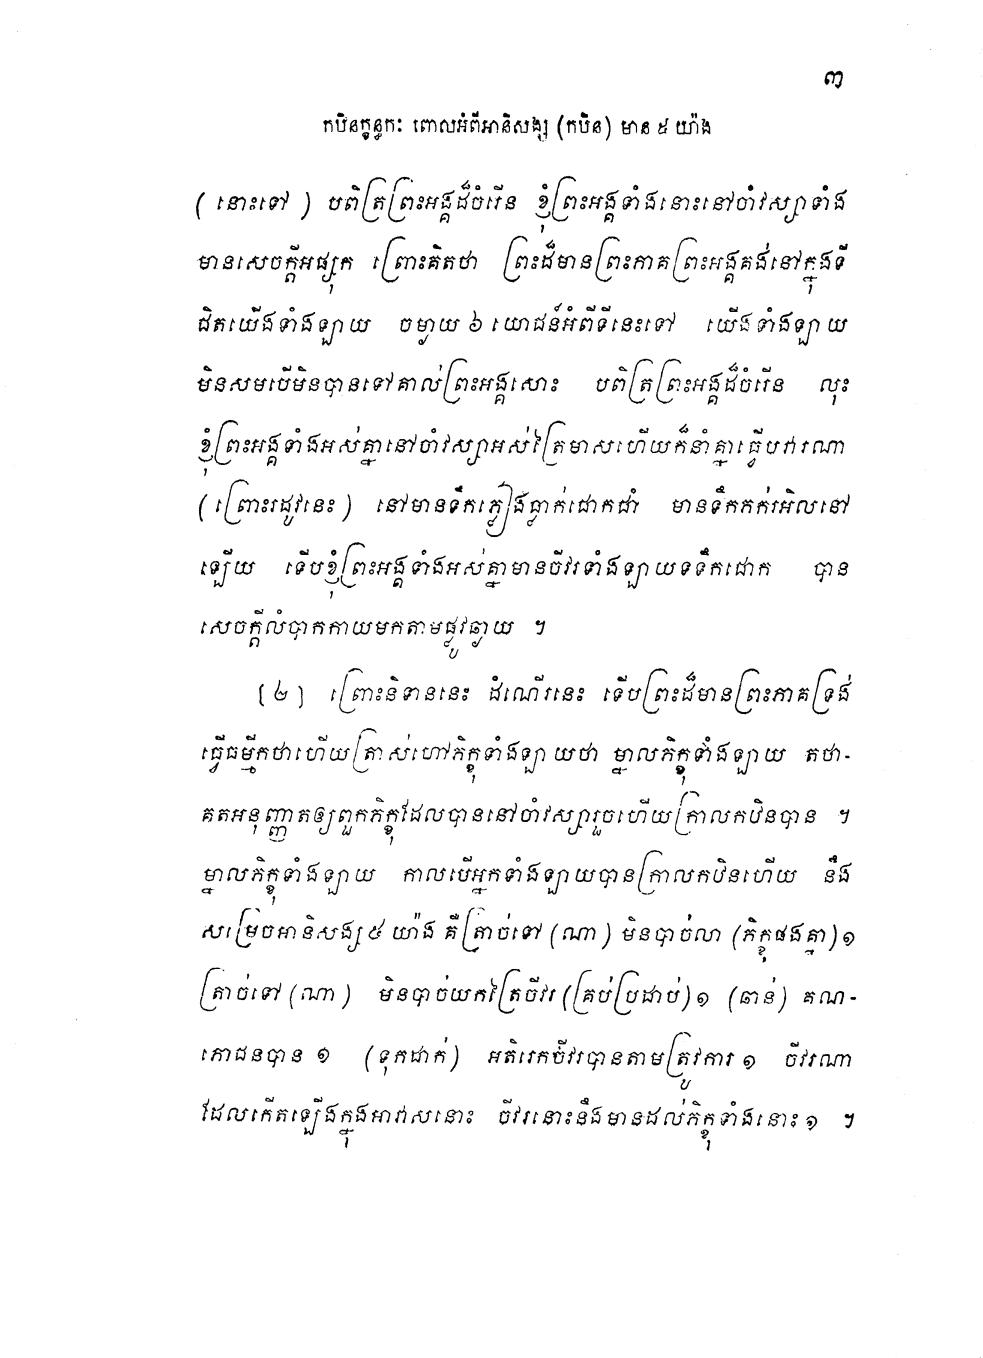 ៣
កឋិនក្ខន្ធកៈ ពោលអំពីអានិសង្ស (កឋិន) មាន ៥ យ៉ាង
(នោះទៅ) បពិត្រព្រះអង្គដ៏ចំរើន ខ្ញុំព្រះអង្គទាំងនោះនៅចាំវស្សាទាំង
មានសេចក្តីអផ្សុក ព្រោះគិតថា ព្រះដ៏មានព្រះភាគព្រះអង្គគង់នៅក្នុងទី
ជិតយើងទាំងឡាយ ចម្ងាយ ៦ យោជន៍អំពីទីនេះទៅ យើងទាំងឡាយ
មិនសមបើមិនបានទៅគាល់ព្រះអង្គសោះ បពិត្រព្រះអង្គដ៏ចំរើន លុះ
ខ្ញុំព្រះអង្គទាំងអស់គ្នានៅចាំវស្សាអស់ត្រៃមាសហើយក៏នាំគ្នាធ្វើបវារណា
(ព្រោះរដូវនេះ) នៅមានទឹកភ្លៀងធ្លាក់ជោកជាំ មានទឹកកក់រអិលនៅ
ឡើយ ទើបខ្ញុំព្រះអង្គទាំងអស់គ្នាមានចីវរទាំងឡាយទទឹកជោក បាន
សេចក្តីលំបាកកាយមកតាមផ្លូវឆ្ងាយ ។
[២] ព្រោះនិទាននេះ ដំណើរនេះ ទើបព្រះដ៏មានព្រះភាគទ្រង់
ធ្វើធម្មីកថាហើយត្រាស់ហៅភិក្ខុទាំងឡាយថា ម្នាលភិក្ខុទាំងឡាយ តថា-
គតអនុញ្ញាតឲ្យពួកភិក្ខុដែលបាននៅចាំវស្សារួចហើយក្រាលកឋិនបាន ។
ម្នាលភិក្ខុទាំងឡាយ កាលបើអ្នកទាំងឡាយបានក្រាលកឋិនហើយ នឹង
សម្រេចអានិសង្ស ៥ យ៉ាង គឺត្រាច់ទៅ (ណា) មិនបាច់លា (ភិក្ខុផងគ្នា) ១
ត្រាច់ទៅ (ណា) មិនបាច់យកត្រៃចីវរ (គ្រប់ប្រដាប់) ១ (ឆាន់) គណ-
ភោជនបាន ១ (ទុកដាក់) អតិរេកចីវរបានតាមត្រូវការ ១ ចីវរណា
ដែលកើតឡើងក្នុងអាវាសនោះ ចីវរនោះនឹងមានដល់ភិក្ខុទាំងនោះ ១ ។